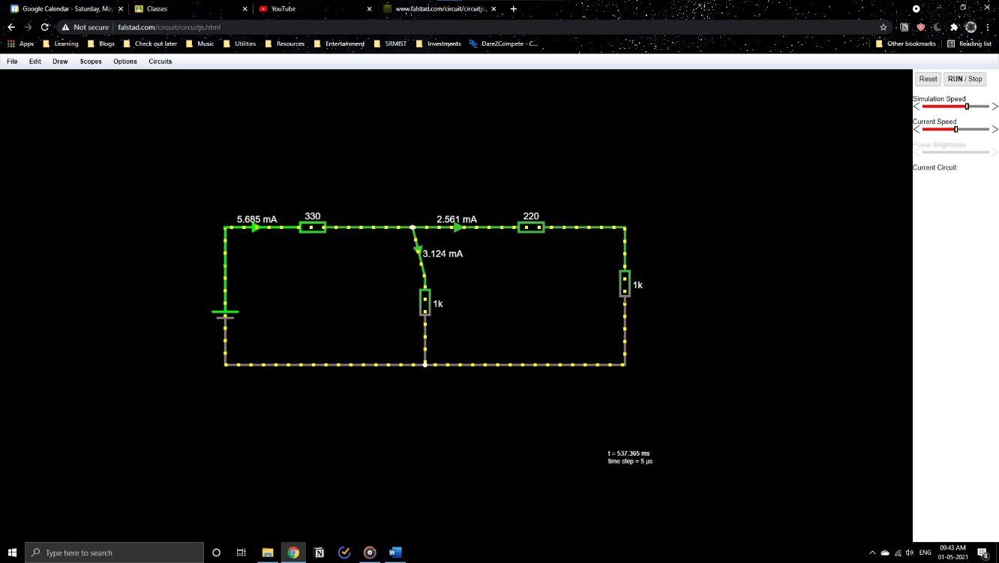 Google Calendar - Saturday, May
Classes
YouTube
www.falstad.com/circuit/circuitjs.
Not secure
falstad.com/circuit/circuitjs.html
Apps
Learning
Blogs
Check out later
Music
Utilities
Resources
Entertainment
SRMIST
Investments
Dare2Compete - C...
Other bookmarks
Reading list
File Edit Draw Scopes Options Circuits
Reset
RUN / Stop
Simulation Speed
Current Speed
Power Brightness
Current Circuit:
5.685 mA
330
2.561 mA
220
3.124 mA
1k
1k
t = 537.365 ms
time step = 5 µs
Type here to search
ENG
09:43 AM
01-05-2021
4